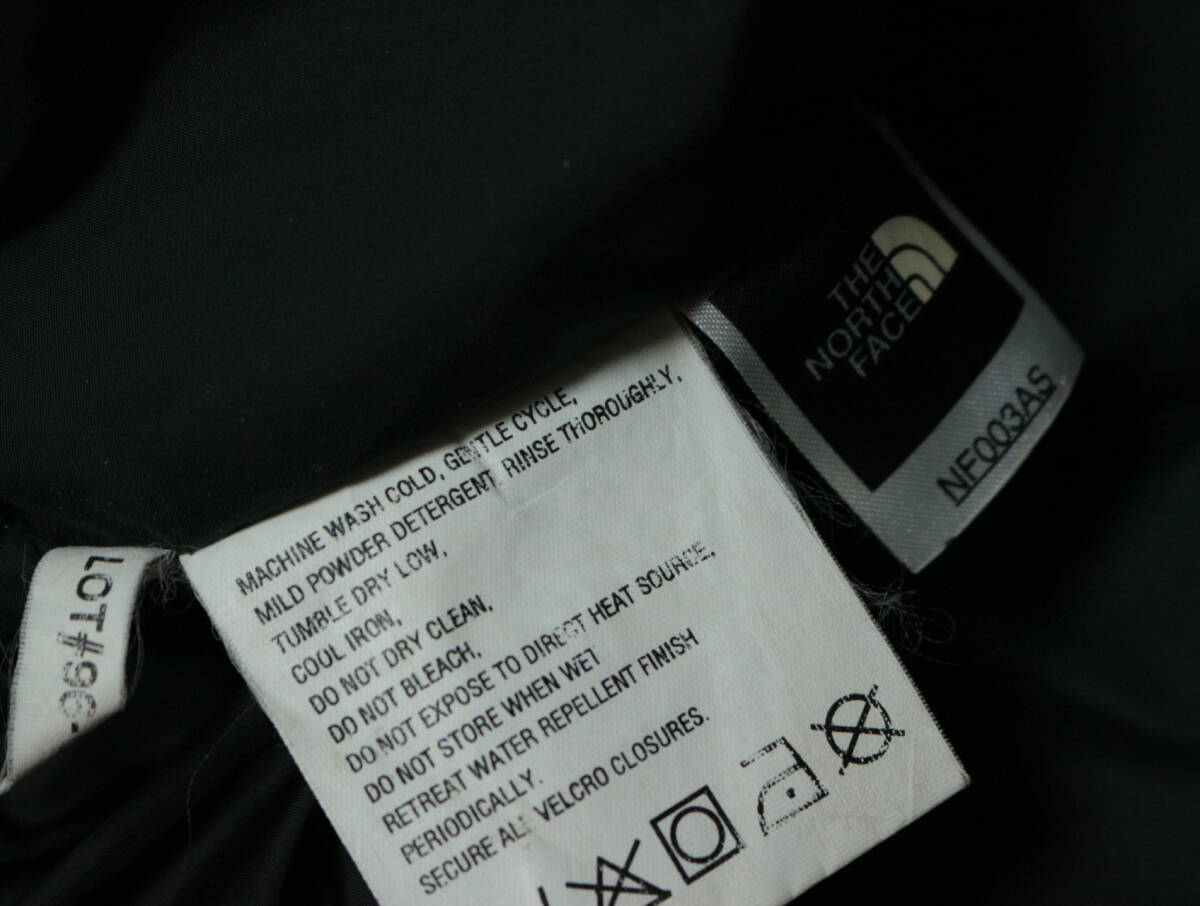 THE
NORTH
FACE
NF003AS
MACHINE WASH COLD, GENTLE CYCLE,
MILD POWDER DETERGENT, RINSE THOROUGHLY,
TUMBLE DRY LOW,
COOL IRON,
DO NOT DRY CLEAN,
DO NOT BLEACH,
DO NOT EXPOSE TO DIRECT HEAT SOURCE,
DO NOT STORE WHEN WET
RETREAT WATER REPELLENT FINISH
PERIODICALLY.
SECURE ALL VELCRO CLOSURES.
LOT#96-